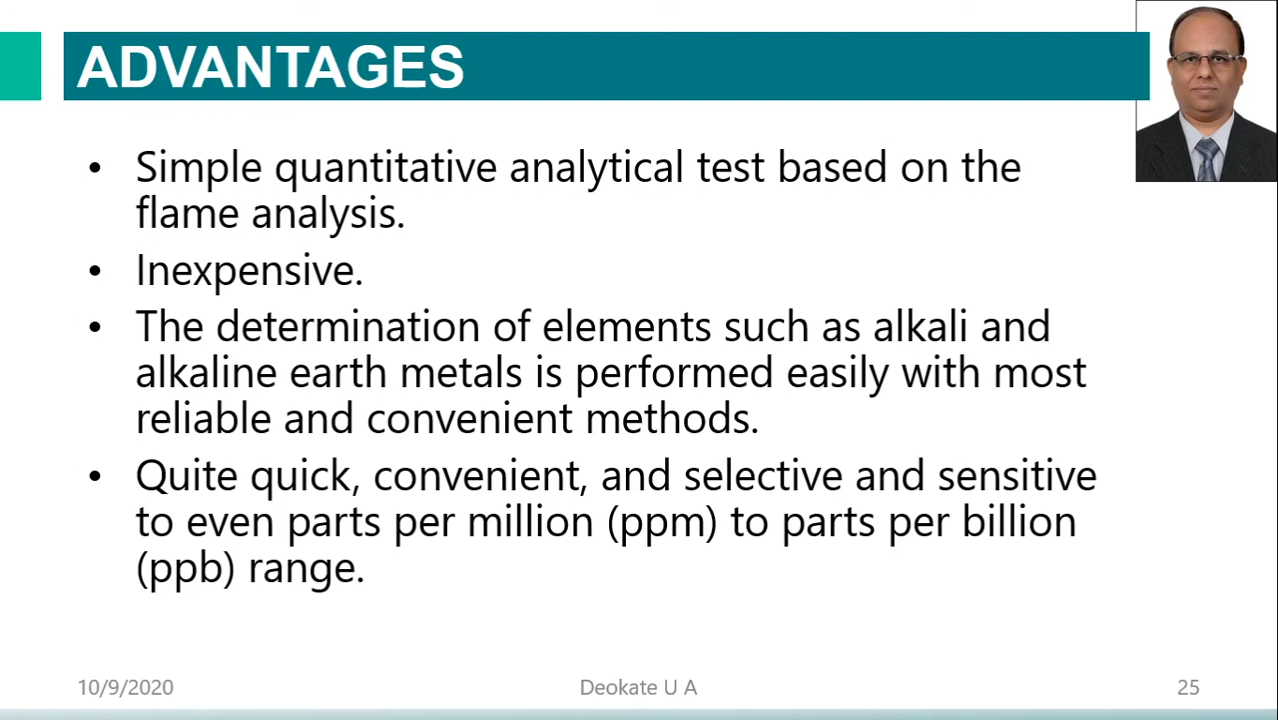 ADVANTAGES
• Simple quantitative analytical test based on the
flame analysis.
• Inexpensive.
• The determination of elements such as alkali and
alkaline earth metals is performed easily with most
reliable and convenient methods.
• Quite quick, convenient, and selective and sensitive
to even parts per million (ppm) to parts per billion
(ppb) range.
10/9/2020
Deokate U A
25